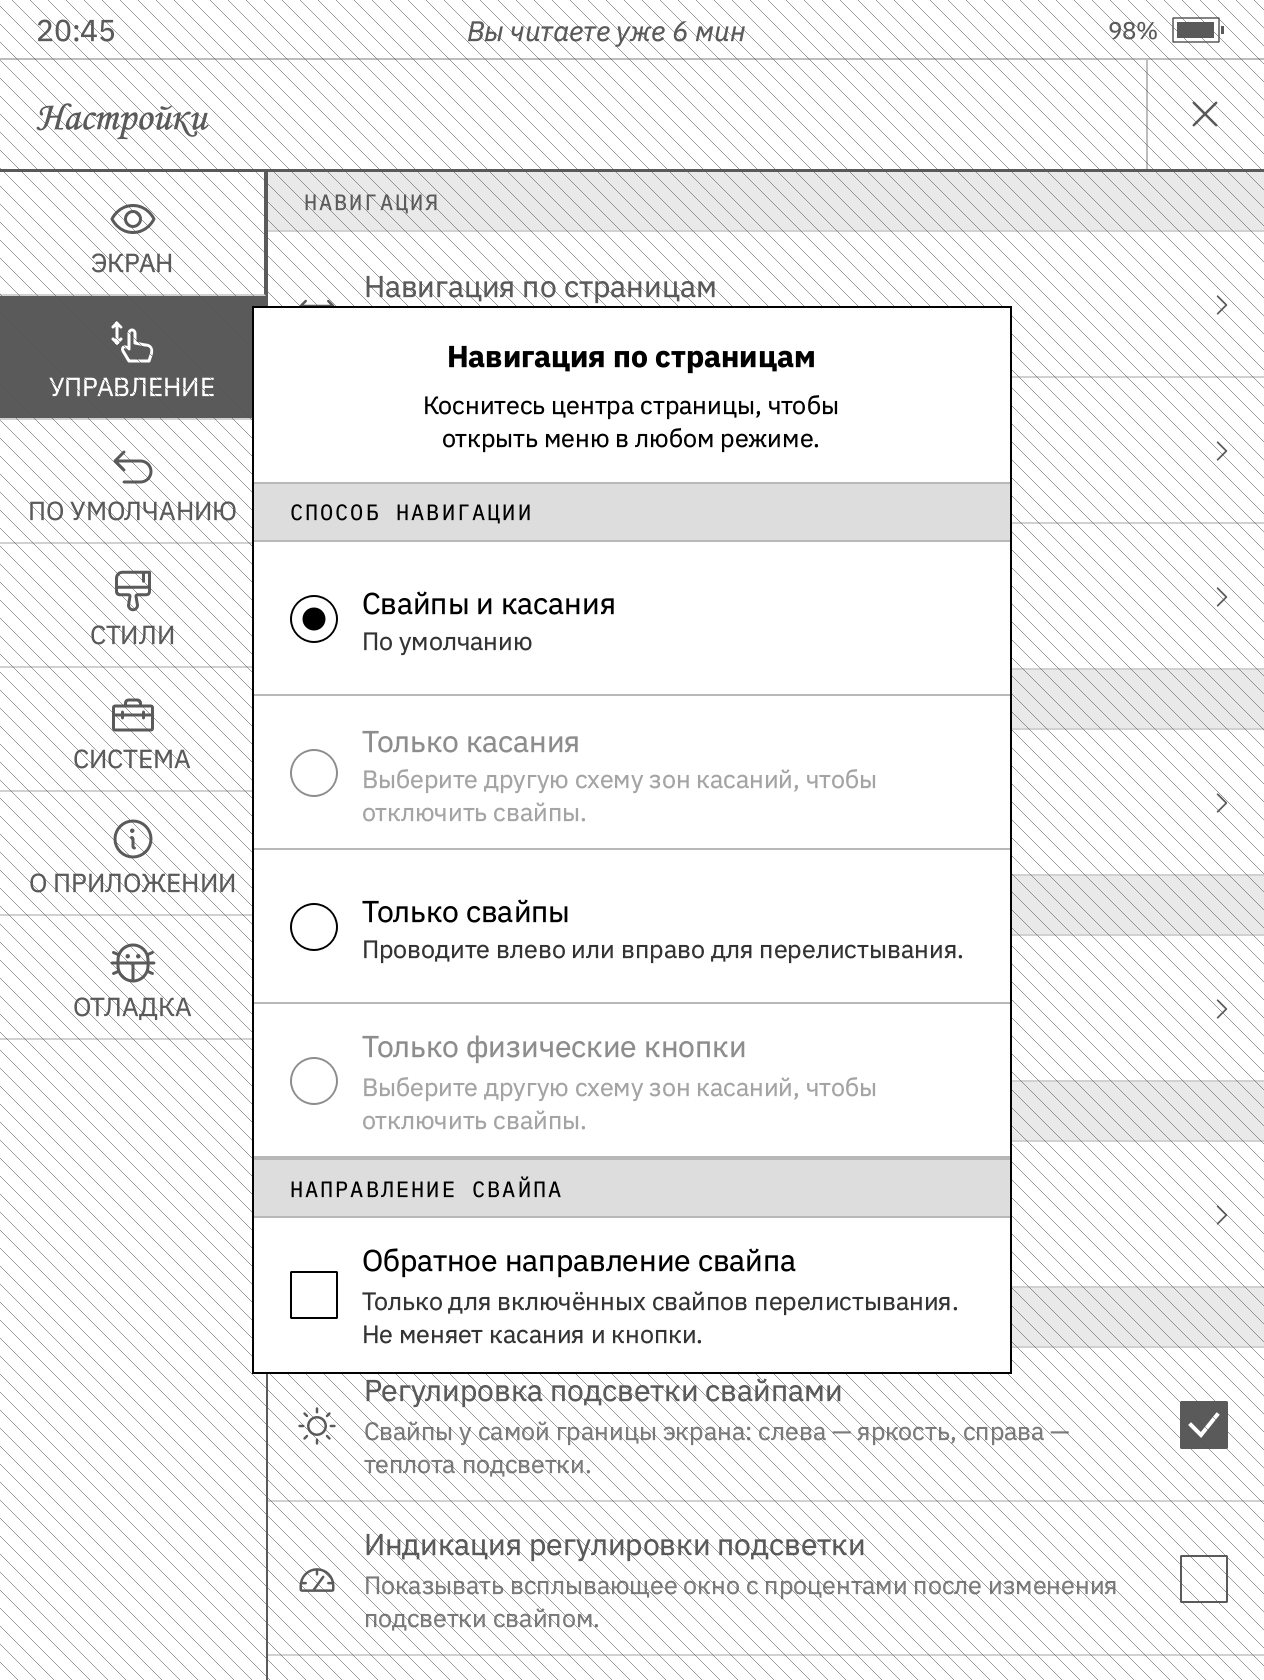 20:45
Вы читаете уже 6 мин
98%
Настройки
ЭКРАН
УПРАВЛЕНИЕ
ПО УМОЛЧАНИЮ
СТИЛИ
СИСТЕМА
О ПРИЛОЖЕНИИ
ОТЛАДКА
НАВИГАЦИЯ
Навигация по страницам
Навигация по страницам
Коснитесь центра страницы, чтобы
открыть меню в любом режиме.
СПОСОБ НАВИГАЦИИ
Свайпы и касания
По умолчанию
Только касания
Выберите другую схему зон касаний, чтобы
отключить свайпы.
Только свайпы
Проводите влево или вправо для перелистывания.
Только физические кнопки
Выберите другую схему зон касаний, чтобы
отключить свайпы.
НАПРАВЛЕНИЕ СВАЙПА
Обратное направление свайпа
Только для включённых свайпов перелистывания.
Не меняет касания и кнопки.
Регулировка подсветки свайпами
Свайпы у самой границы экрана: слева — яркость, справа —
теплота подсветки.
Индикация регулировки подсветки
Показывать всплывающее окно с процентами после изменения
подсветки свайпом.